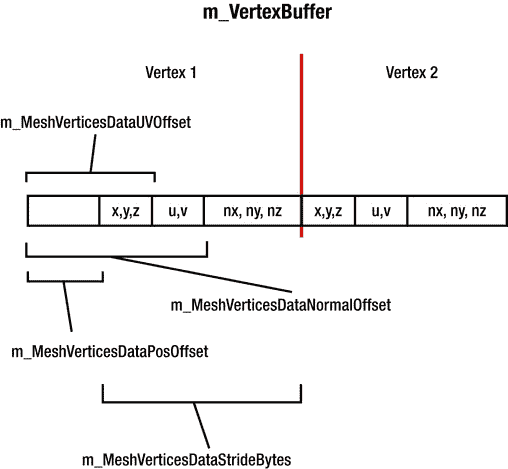 m_VertexBuffer
Vertex 1
Vertex 2
m_MeshVerticesDataUVOffset
x,y,z
u,v
nx, ny, nz
x,y,z
u,v
nx, ny, nz
m_MeshVerticesDataNormalOffset
m_MeshVerticesDataPosOffset
m_MeshVerticesDataStrideBytes